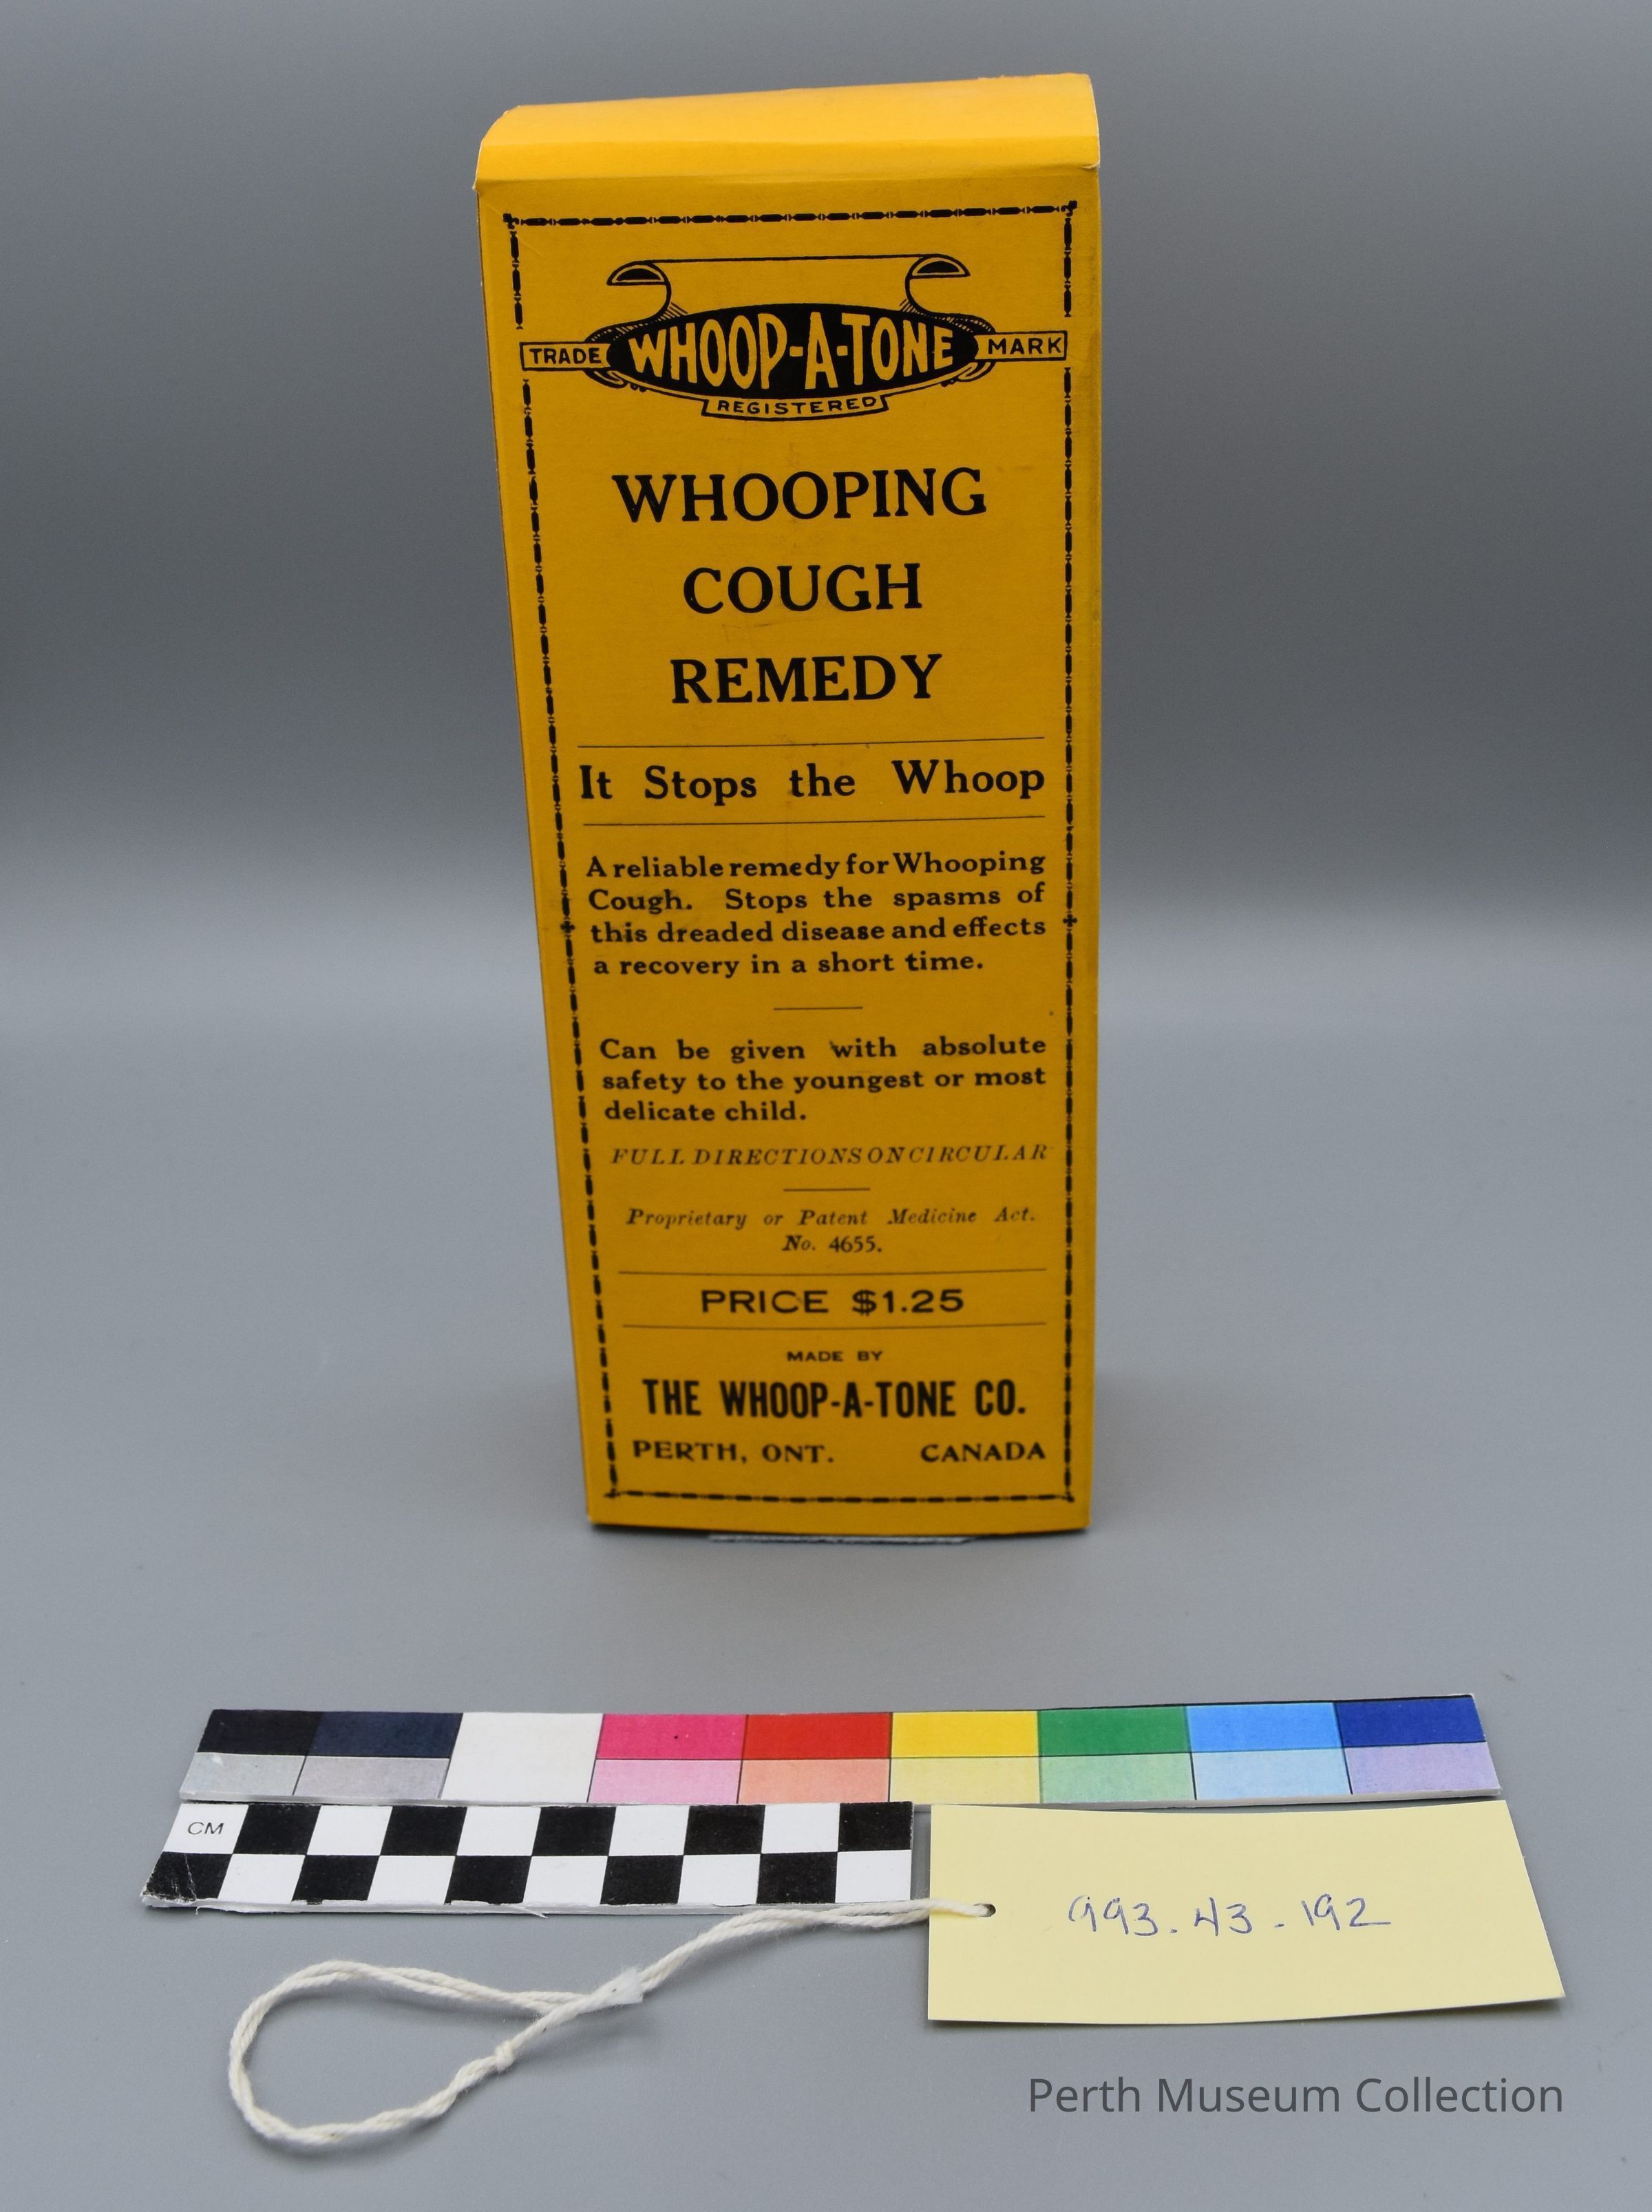 TRADE WHOOP-A-TONE MARK
REGISTERED
WHOOPING
COUGH
REMEDY
It Stops the Whoop
A reliable remedy for Whooping
Cough. Stops the spasms of
this dreaded disease and effects
a recovery in a short time.
Can be given with absolute
safety to the youngest or most
delicate child.
FULL DIRECTIONS ON CIRCULAR
Proprietary or Patent Medicine Act.
No. 4655.
PRICE $1.25
MADE BY
THE WHOOP-A-TONE CO.
PERTH, ONT. CANADA
CM
993.43.192
Perth Museum Collection